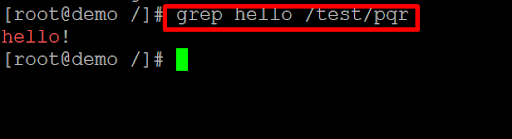 [root@demo /]# grep hello /test/pqr
hello!
[root@demo /]#